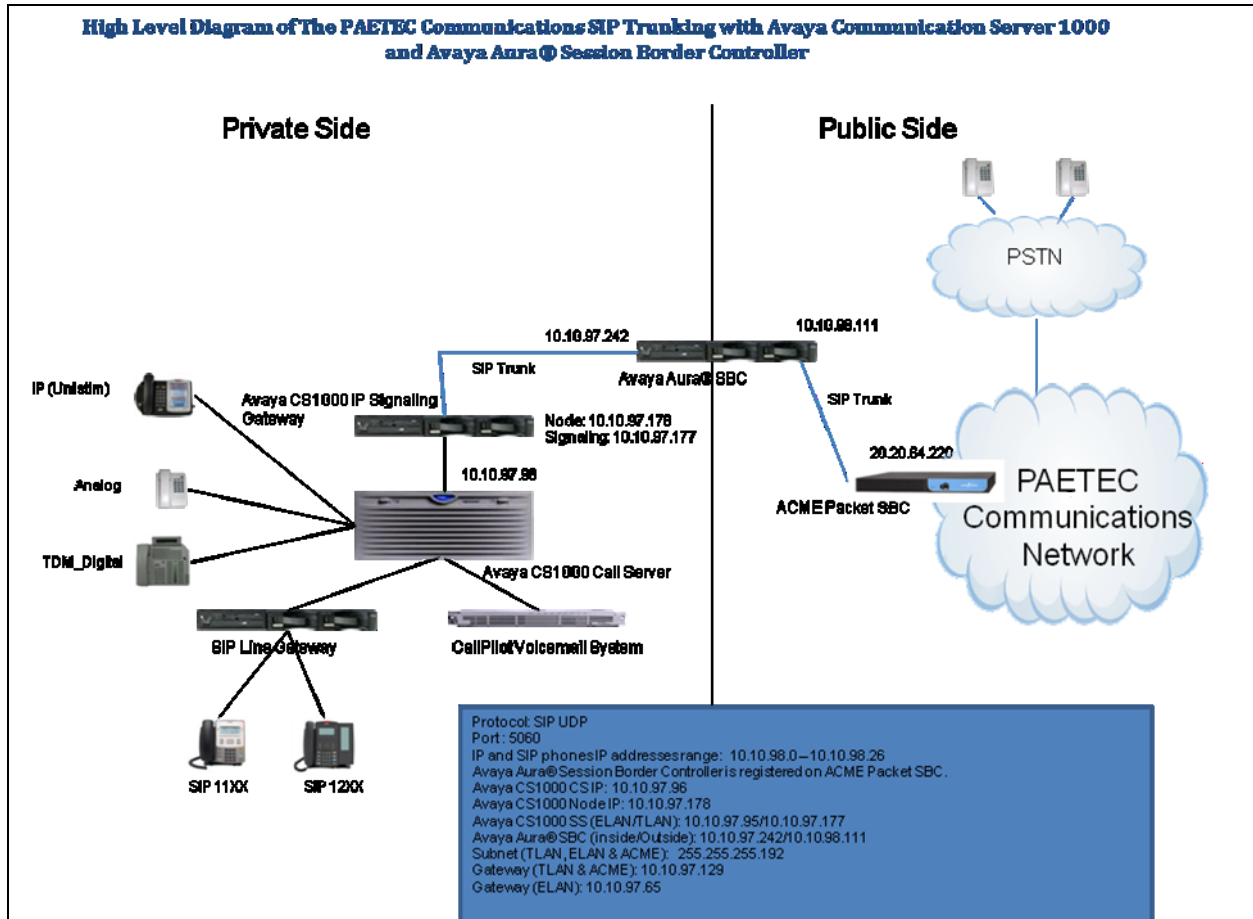 High Level Diagram of The PAETEC Communications SIP Trunking with Avaya Communication Server 1000
and Avaya Aura® Session Border Controller
Private Side
Public Side
PSTN
10.10.97.242
10.10.98.111
SIP Trunk
Avaya Aura® SBC
IP (Unistim)
Avaya CS1000 IP Signaling
Gateway
Node: 10.10.97.178
Signaling: 10.10.97.177
SIP Trunk
20.20.64.220
PAETEC
Communications
Network
ACME Packet SBC
10.10.97.96
Analog
TDM_Digital
Avaya CS1000 Call Server
SIP Line Gateway
CallPilot Voicemail System
SIP 11XX
SIP 12XX
Protocol: SIP UDP
Port : 5060
IP and SIP phones IP addresses range: 10.10.98.0 – 10.10.98.26
Avaya Aura® Session Border Controller is registered on ACME Packet SBC.
Avaya CS1000 CS IP: 10.10.97.96
Avaya CS1000 Node IP: 10.10.97.178
Avaya CS1000 SS (ELAN/TLAN): 10.10.97.95/10.10.97.177
Avaya Aura® SBC (inside/Outside): 10.10.97.242/10.10.98.111
Subnet (TLAN, ELAN & ACME): 255.255.255.192
Gateway (TLAN & ACME): 10.10.97.129
Gateway (ELAN): 10.10.97.65